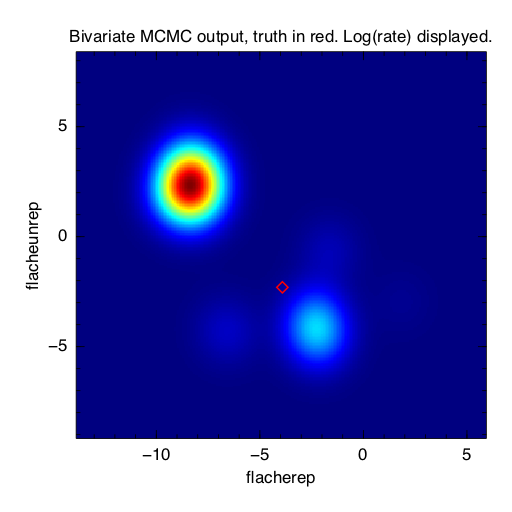 Bivariate MCMC output, truth in red. Log(rate) displayed.
5
0
−5
flacheunrep
−10 −5 0 5
flacherep